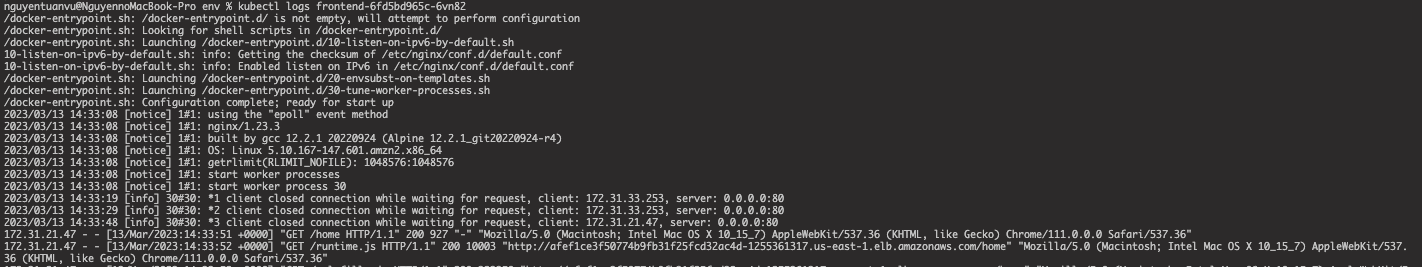 nguyentuanvu@NguyennoMacBook-Pro env % kubectl logs frontend-6fd5bd965c-6vn82
/docker-entrypoint.sh: /docker-entrypoint.d/ is not empty, will attempt to perform configuration
/docker-entrypoint.sh: Looking for shell scripts in /docker-entrypoint.d/
/docker-entrypoint.sh: Launching /docker-entrypoint.d/10-listen-on-ipv6-by-default.sh
10-listen-on-ipv6-by-default.sh: info: Getting the checksum of /etc/nginx/conf.d/default.conf
10-listen-on-ipv6-by-default.sh: info: Enabled listen on IPv6 in /etc/nginx/conf.d/default.conf
/docker-entrypoint.sh: Launching /docker-entrypoint.d/20-envsubst-on-templates.sh
/docker-entrypoint.sh: Launching /docker-entrypoint.d/30-tune-worker-processes.sh
/docker-entrypoint.sh: Configuration complete; ready for start up
2023/03/13 14:33:08 [notice] 1#1: using the "epoll" event method
2023/03/13 14:33:08 [notice] 1#1: nginx/1.23.3
2023/03/13 14:33:08 [notice] 1#1: built by gcc 12.2.1 20220924 (Alpine 12.2.1_git20220924-r4)
2023/03/13 14:33:08 [notice] 1#1: OS: Linux 5.10.167-147.601.amzn2.x86_64
2023/03/13 14:33:08 [notice] 1#1: getrlimit(RLIMIT_NOFILE): 1048576:1048576
2023/03/13 14:33:08 [notice] 1#1: start worker processes
2023/03/13 14:33:08 [notice] 1#1: start worker process 30
2023/03/13 14:33:19 [info] 30#30: *1 client closed connection while waiting for request, client: 172.31.33.253, server: 0.0.0.0:80
2023/03/13 14:33:29 [info] 30#30: *2 client closed connection while waiting for request, client: 172.31.33.253, server: 0.0.0.0:80
2023/03/13 14:33:48 [info] 30#30: *3 client closed connection while waiting for request, client: 172.31.21.47, server: 0.0.0.0:80
172.31.21.47 - - [13/Mar/2023:14:33:51 +0000] "GET /home HTTP/1.1" 200 927 "-" "Mozilla/5.0 (Macintosh; Intel Mac OS X 10_15_7) AppleWebKit/537.36 (KHTML, like Gecko) Chrome/111.0.0.0 Safari/537.36"
172.31.21.47 - - [13/Mar/2023:14:33:52 +0000] "GET /runtime.js HTTP/1.1" 200 10003 "http://afef1ce3f50774b9fb31f25fcd32ac4d-1255361317.us-east-1.elb.amazonaws.com/home" "Mozilla/5.0 (Macintosh; Intel Mac OS X 10_15_7) AppleWebKit/537.
36 (KHTML, like Gecko) Chrome/111.0.0.0 Safari/537.36"